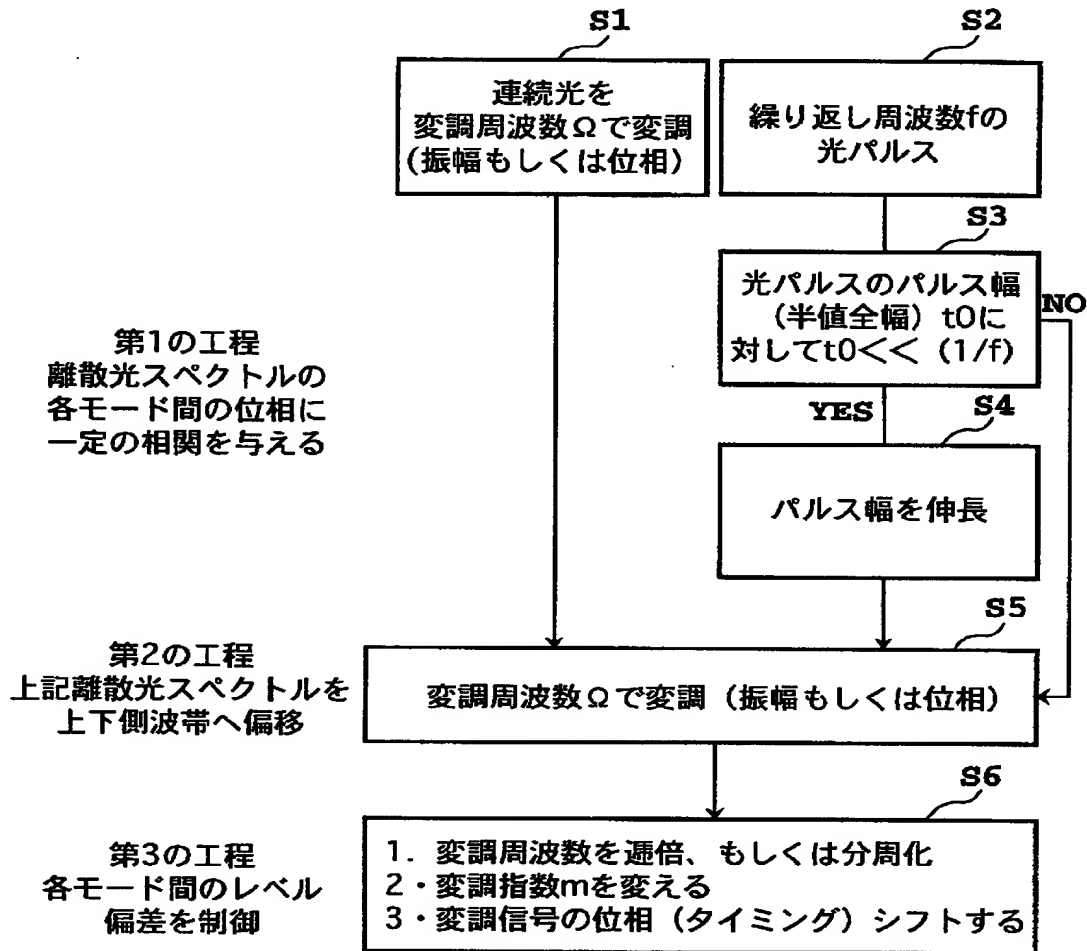 S1
連続光を
変調周波数Ωで変調
(振幅もしくは位相)
S2
繰り返し周波数fの
光パルス
S3
光パルスのパルス幅
(半値全幅) t0に
対してt0<< (1/f)
NO
YES
第1の工程
離散光スペクトルの
各モード間の位相に
一定の相関を与える
S4
パルス幅を伸長
S5
第2の工程
上記離散光スペクトルを
上下側波帯へ偏移
変調周波数Ωで変調 (振幅もしくは位相)
S6
第3の工程
各モード間のレベル
偏差を制御
1. 変調周波数を逓倍、もしくは分周化
2・変調指数mを変える
3・変調信号の位相 (タイミング) シフトする